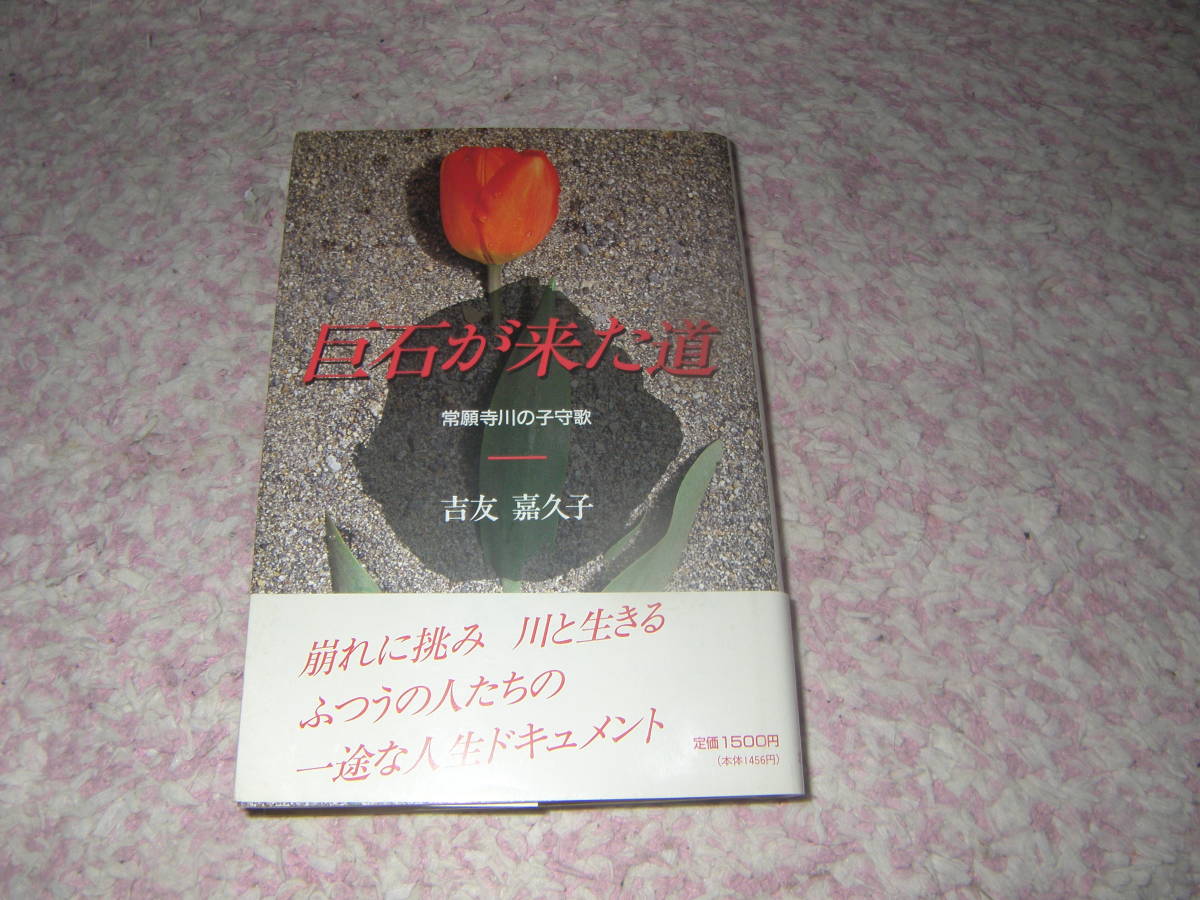 巨石が来た道
常願寺川の子守歌
吉友 嘉久子
崩れに挑み 川と生きる
ふつうの人たちの
一途な人生ドキュメント
定価1500円
(本体1456円)